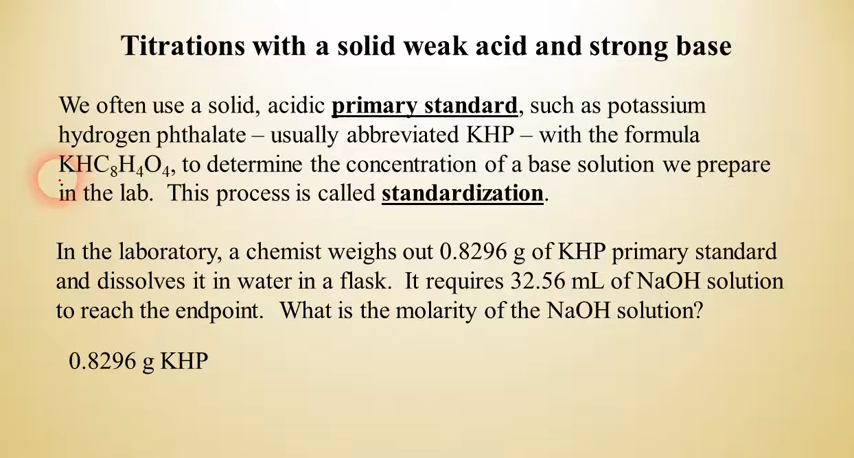 Titrations with a solid weak acid and strong base
We often use a solid, acidic primary standard, such as potassium
hydrogen phthalate – usually abbreviated KHP – with the formula
KHC₈H₄O₄, to determine the concentration of a base solution we prepare
in the lab. This process is called standardization.
In the laboratory, a chemist weighs out 0.8296 g of KHP primary standard
and dissolves it in water in a flask. It requires 32.56 mL of NaOH solution
to reach the endpoint. What is the molarity of the NaOH solution?
0.8296 g KHP